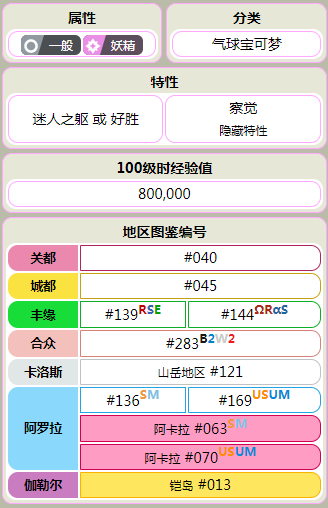 属性 分类
一般 妖精 气球宝可梦
特性
迷人之躯 或 好胜 察觉
隐藏特性
100级时经验值
800,000
地区图鉴编号
关都 #040
城都 #045
丰缘 #139RSE #144ΩRαS
合众 #283B2W2
卡洛斯 山岳地区 #121
阿罗拉 #136SM #169USUM
阿卡拉 #063SM
阿卡拉 #070USUM
伽勒尔 铠岛 #013